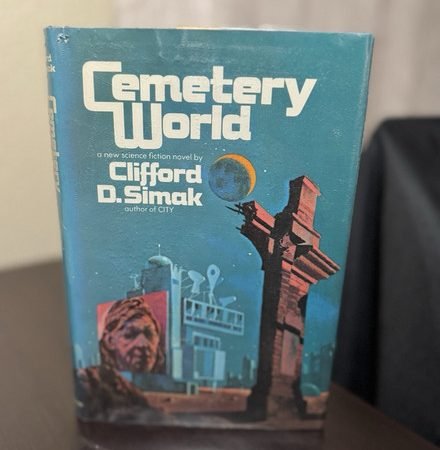 Cemetery
World
a new science fiction novel by
Clifford
D. Simak
author of CITY